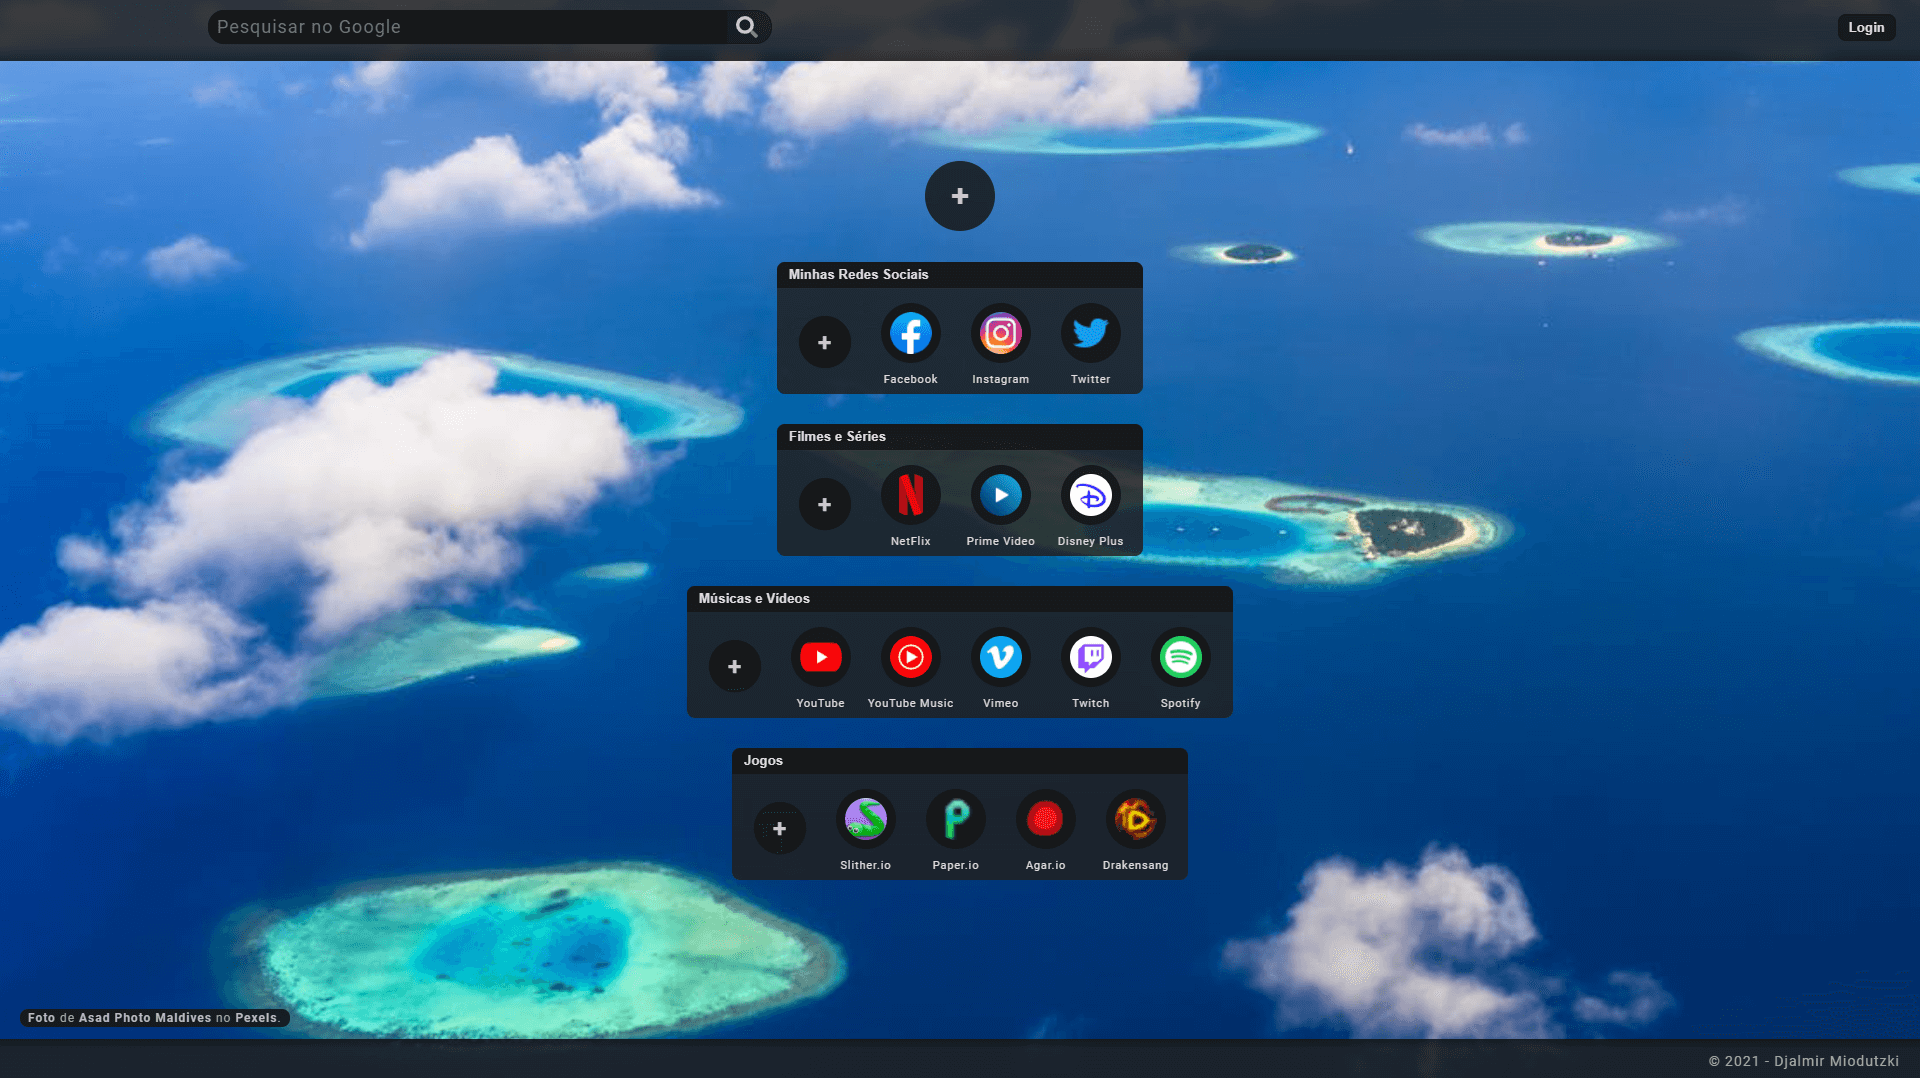 Pesquisar no Google
Login
Minhas Redes Sociais
Facebook Instagram Twitter
Filmes e Séries
NetFlix Prime Video Disney Plus
Músicas e Vídeos
YouTube YouTube Music Vimeo Twitch Spotify
Jogos
Slither.io Paper.io Agar.io Drakensang
Foto de Asad Photo Maldives no Pexels.
© 2021 - Djalmir Miodutzki